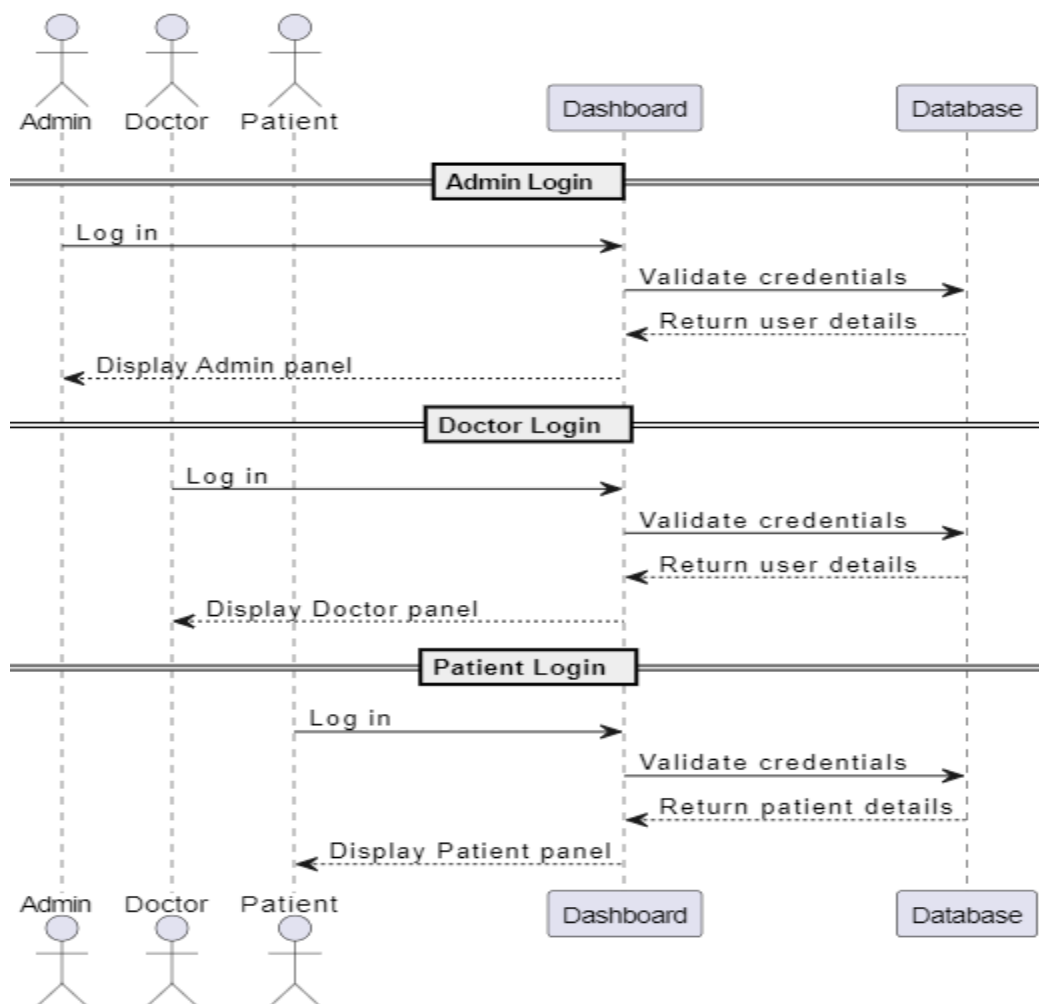 Admin Doctor Patient Dashboard Database
Admin Login
Log in
Validate credentials
Return user details
Display Admin panel
Doctor Login
Log in
Validate credentials
Return user details
Display Doctor panel
Patient Login
Log in
Validate credentials
Return patient details
Display Patient panel
Admin Doctor Patient Dashboard Database